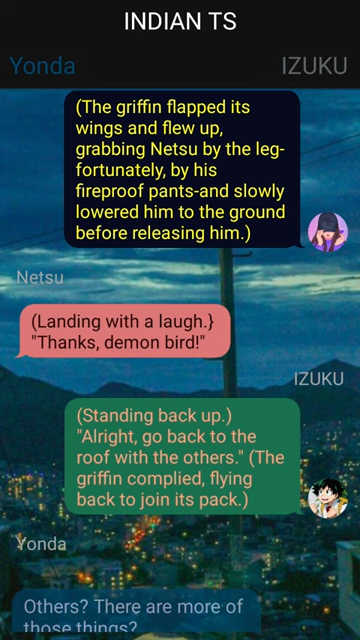 INDIAN TS
Yonda
IZUKU
(The griffin flapped its
wings and flew up,
grabbing Netsu by the leg-
fortunately, by his
fireproof pants-and slowly
lowered him to the ground
before releasing him.)
Netsu
(Landing with a laugh.}
"Thanks, demon bird!"
IZUKU
(Standing back up.)
"Alright, go back to the
roof with the others." (The
griffin complied, flying
back to join its pack.)
Yonda
Others? There are more of
those things?